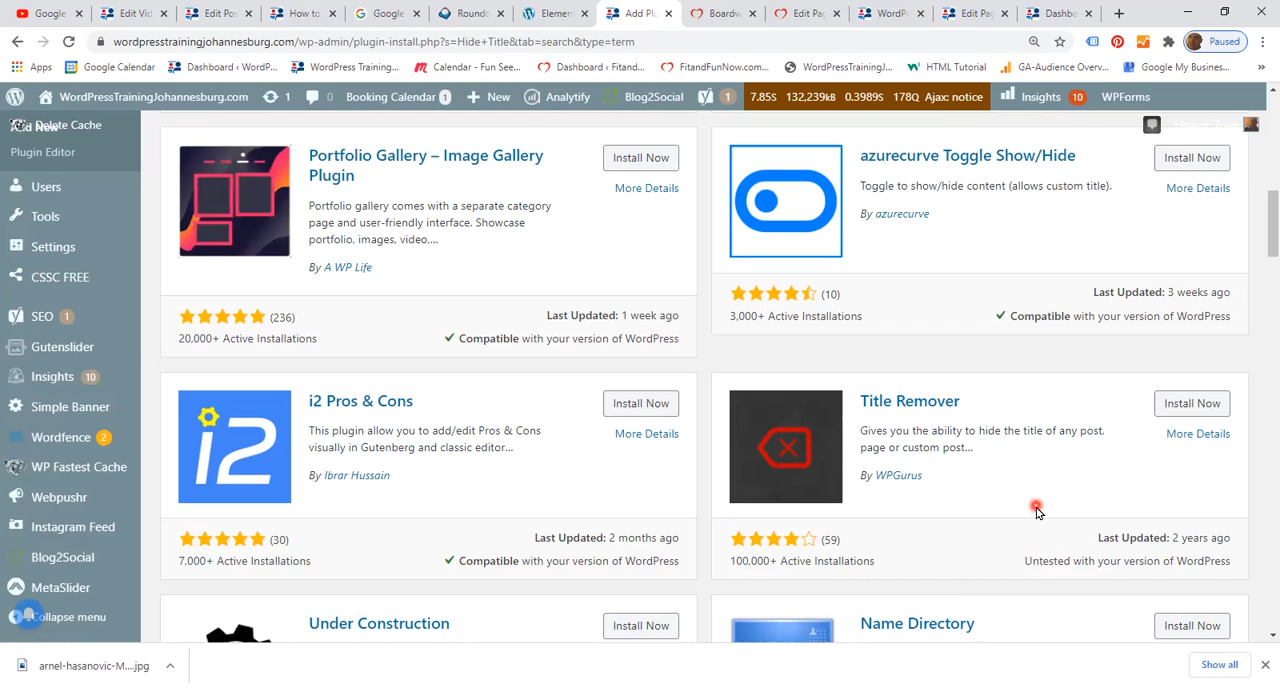 Google
Edit Vid
Edit Pos
How to
Google
Roundc
Element
Add Plu
Boardw
Edit Pa
WordPr
Edit Pa
Dashbo
wordpresstrainingjohannesburg.com/wp-admin/plugin-install.php?s=Hide+Title&tab=search&type=term
Paused
Apps
Google Calendar
Dashboard ‹ WordP...
WordPress Training...
Calendar - Fun See...
Dashboard ‹ Fitand...
FitandFunNow.com...
WordPressTrainingJ...
HTML Tutorial
GA-Audience Overv...
Google My Busines...
»
WordPressTrainingJohannesburg.com
1
0
Booking Calendar 1
+ New
Analytify
Blog2Social
1
7.85S 132,239kB 0.3989S 178Q Ajax: notice
Insights 10
WPForms
Add New
Delete Cache
Plugin Editor
Users
Tools
Settings
CSSC FREE
SEO 1
Gutenslider
Insights 10
Simple Banner
Wordfence 2
WP Fastest Cache
Webpushr
Instagram Feed
Blog2Social
MetaSlider
Collapse menu
Portfolio Gallery – Image Gallery
Plugin
Install Now
More Details
Portfolio gallery comes with a separate category
page and user-friendly interface. Showcase
portfolio, images, video,...
By A WP Life
(236)
Last Updated: 1 week ago
20,000+ Active Installations
Compatible with your version of WordPress
azurecurve Toggle Show/Hide
Install Now
More Details
Toggle to show/hide content (allows custom title).
By azurecurve
(10)
Last Updated: 3 weeks ago
3,000+ Active Installations
Compatible with your version of WordPress
i2
i2 Pros & Cons
Install Now
More Details
This plugin allow you to add/edit Pros & Cons
visually in Gutenberg and classic editor...
By Ibrar Hussain
(30)
Last Updated: 2 months ago
7,000+ Active Installations
Compatible with your version of WordPress
Title Remover
Install Now
More Details
Gives you the ability to hide the title of any post,
page or custom post...
By WPGurus
(59)
Last Updated: 2 years ago
100,000+ Active Installations
Untested with your version of WordPress
Under Construction
Install Now
Name Directory
Install Now
arnel-hasanovic-M....jpg
Show all